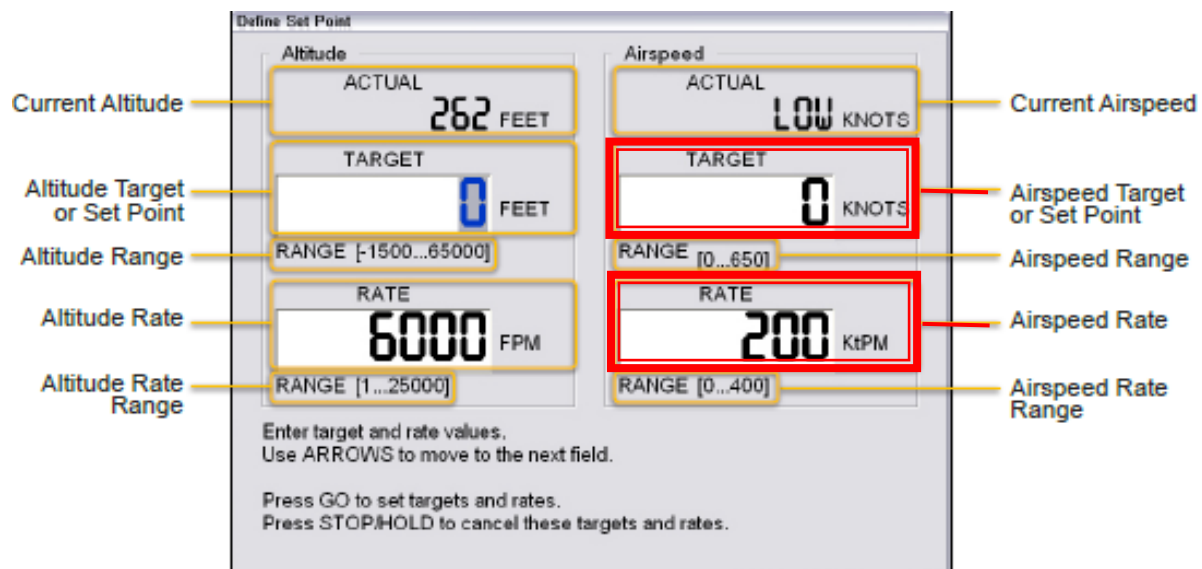 Define Set Point
Altitude
Airspeed
Current Altitude
ACTUAL
262 FEET
ACTUAL
LOW KNOTS
Current Airspeed
Altitude Target
or Set Point
TARGET
0 FEET
TARGET
0 KNOTS
Airspeed Target
or Set Point
Altitude Range
RANGE [-1500...65000]
RANGE [0...650]
Airspeed Range
Altitude Rate
RATE
6000 FPM
RATE
200 KtPM
Airspeed Rate
Altitude Rate
Range
RANGE [1...25000]
RANGE [0...400]
Airspeed Rate
Range
Enter target and rate values.
Use ARROWS to move to the next field.
Press GO to set targets and rates.
Press STOP/HOLD to cancel these targets and rates.